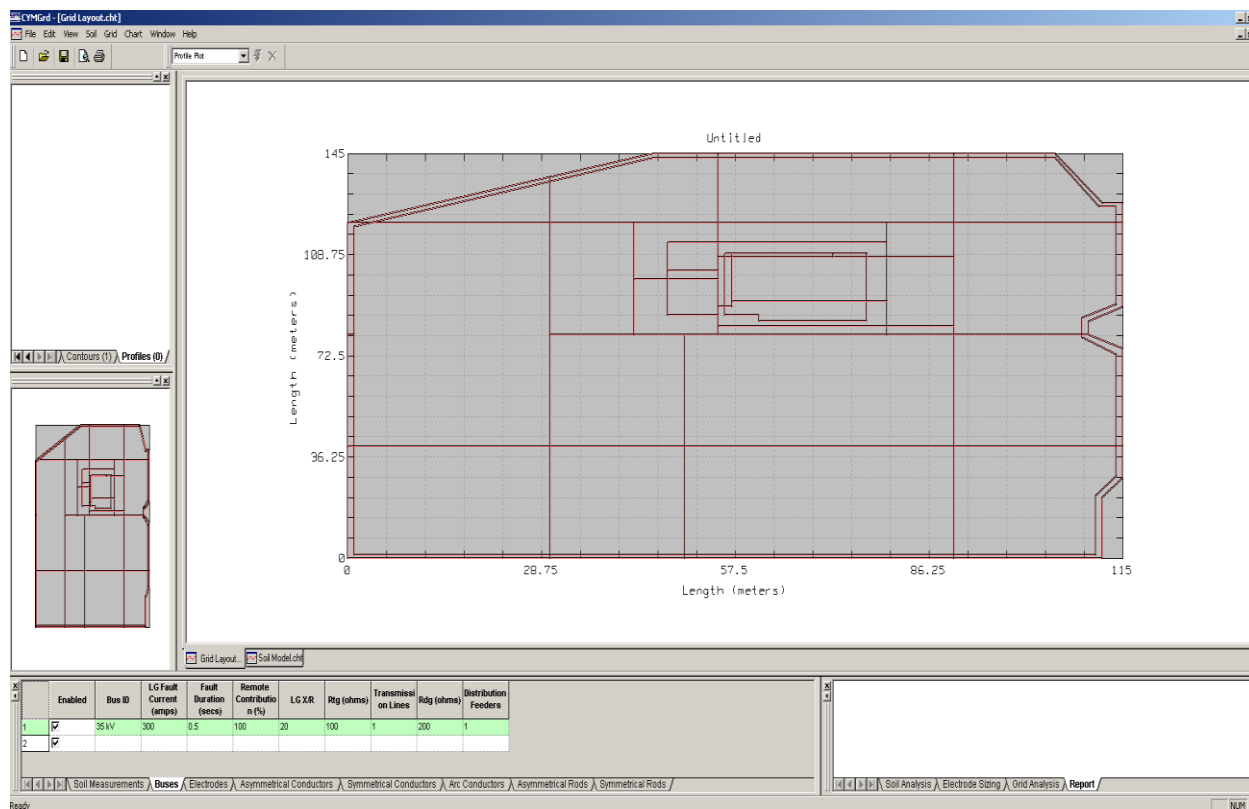 CYMGrd - [Grid Layout.cht]
File Edit View Soil Grid Chart Window Help
Profile Plot
Untitled
145
108.75
72.5
36.25
0
Length (meters)
0 28.75 57.5 86.25 115
Length (meters)
Contours (1) Profiles (0)
Grid Layout... Soil Model.cht
Enabled Bus ID LG Fault Current (amps) Fault Duration (secs) Remote Contributio n (%) LG X/R Rtg (ohms) Transmissi on Lines Rdg (ohms) Distribution Feeders
1 35 kV 300 0.5 100 20 100 1 200 1
2
Soil Measurements Buses Electrodes Asymmetrical Conductors Symmetrical Conductors Arc Conductors Asymmetrical Rods Symmetrical Rods
Soil Analysis Electrode Sizing Grid Analysis Report
Ready NUM